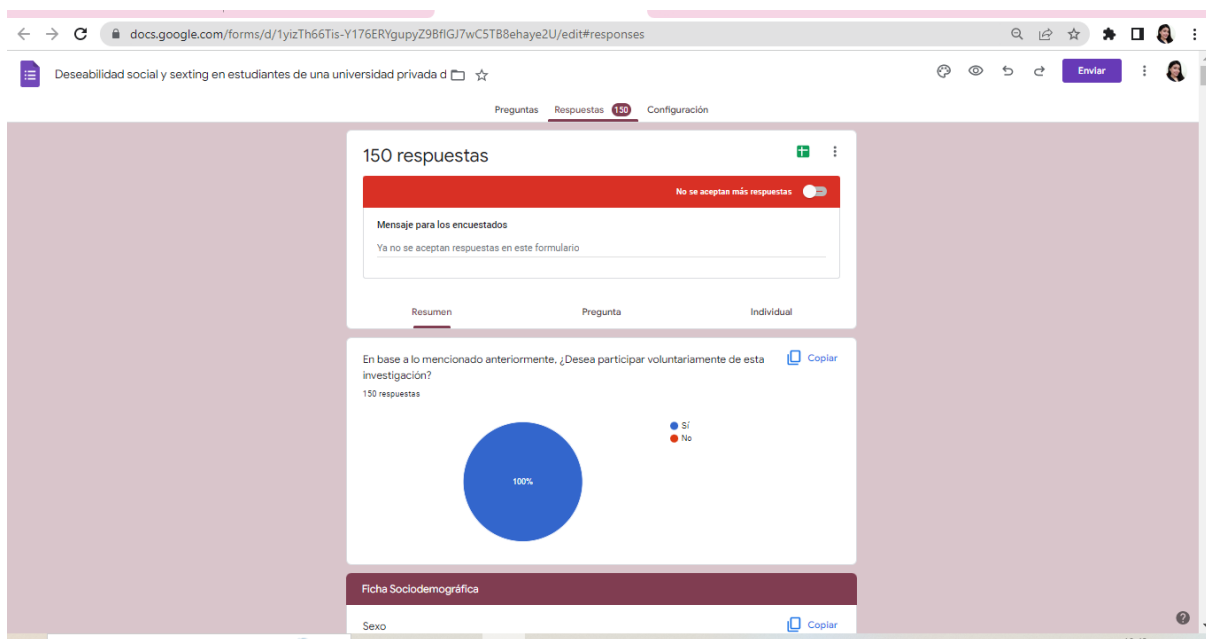 docs.google.com/forms/d/1yizTh66Tis-Y176ERYgupyZ9BfIGJ7wC5TB8ehaye2U/edit#responses
Deseabilidad social y sexting en estudiantes de una universidad privada d
Enviar
Preguntas Respuestas 150 Configuración
150 respuestas
No se aceptan más respuestas
Mensaje para los encuestados
Ya no se aceptan respuestas en este formulario
Resumen Pregunta Individual
En base a lo mencionado anteriormente, ¿Desea participar voluntariamente de esta
investigación?
Copiar
150 respuestas
Sí
No
100%
Ficha Sociodemográfica
Sexo
Copiar